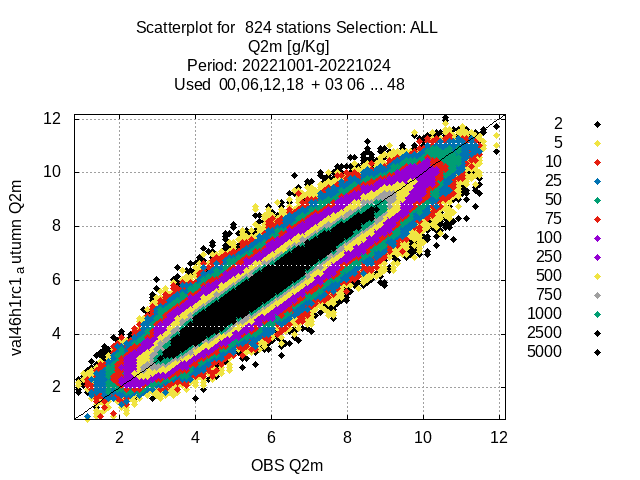 Scatterplot for 824 stations Selection: ALL
Q2m [g/Kg]
Period: 20221001-20221024
Used 00,06,12,18 + 03 06 ... 48
12
10
8
6
4
2
val46h1rc1 a utumn Q2m
2 4 6 8 10 12
OBS Q2m
2
5
10
25
50
75
100
250
500
750
1000
2500
5000